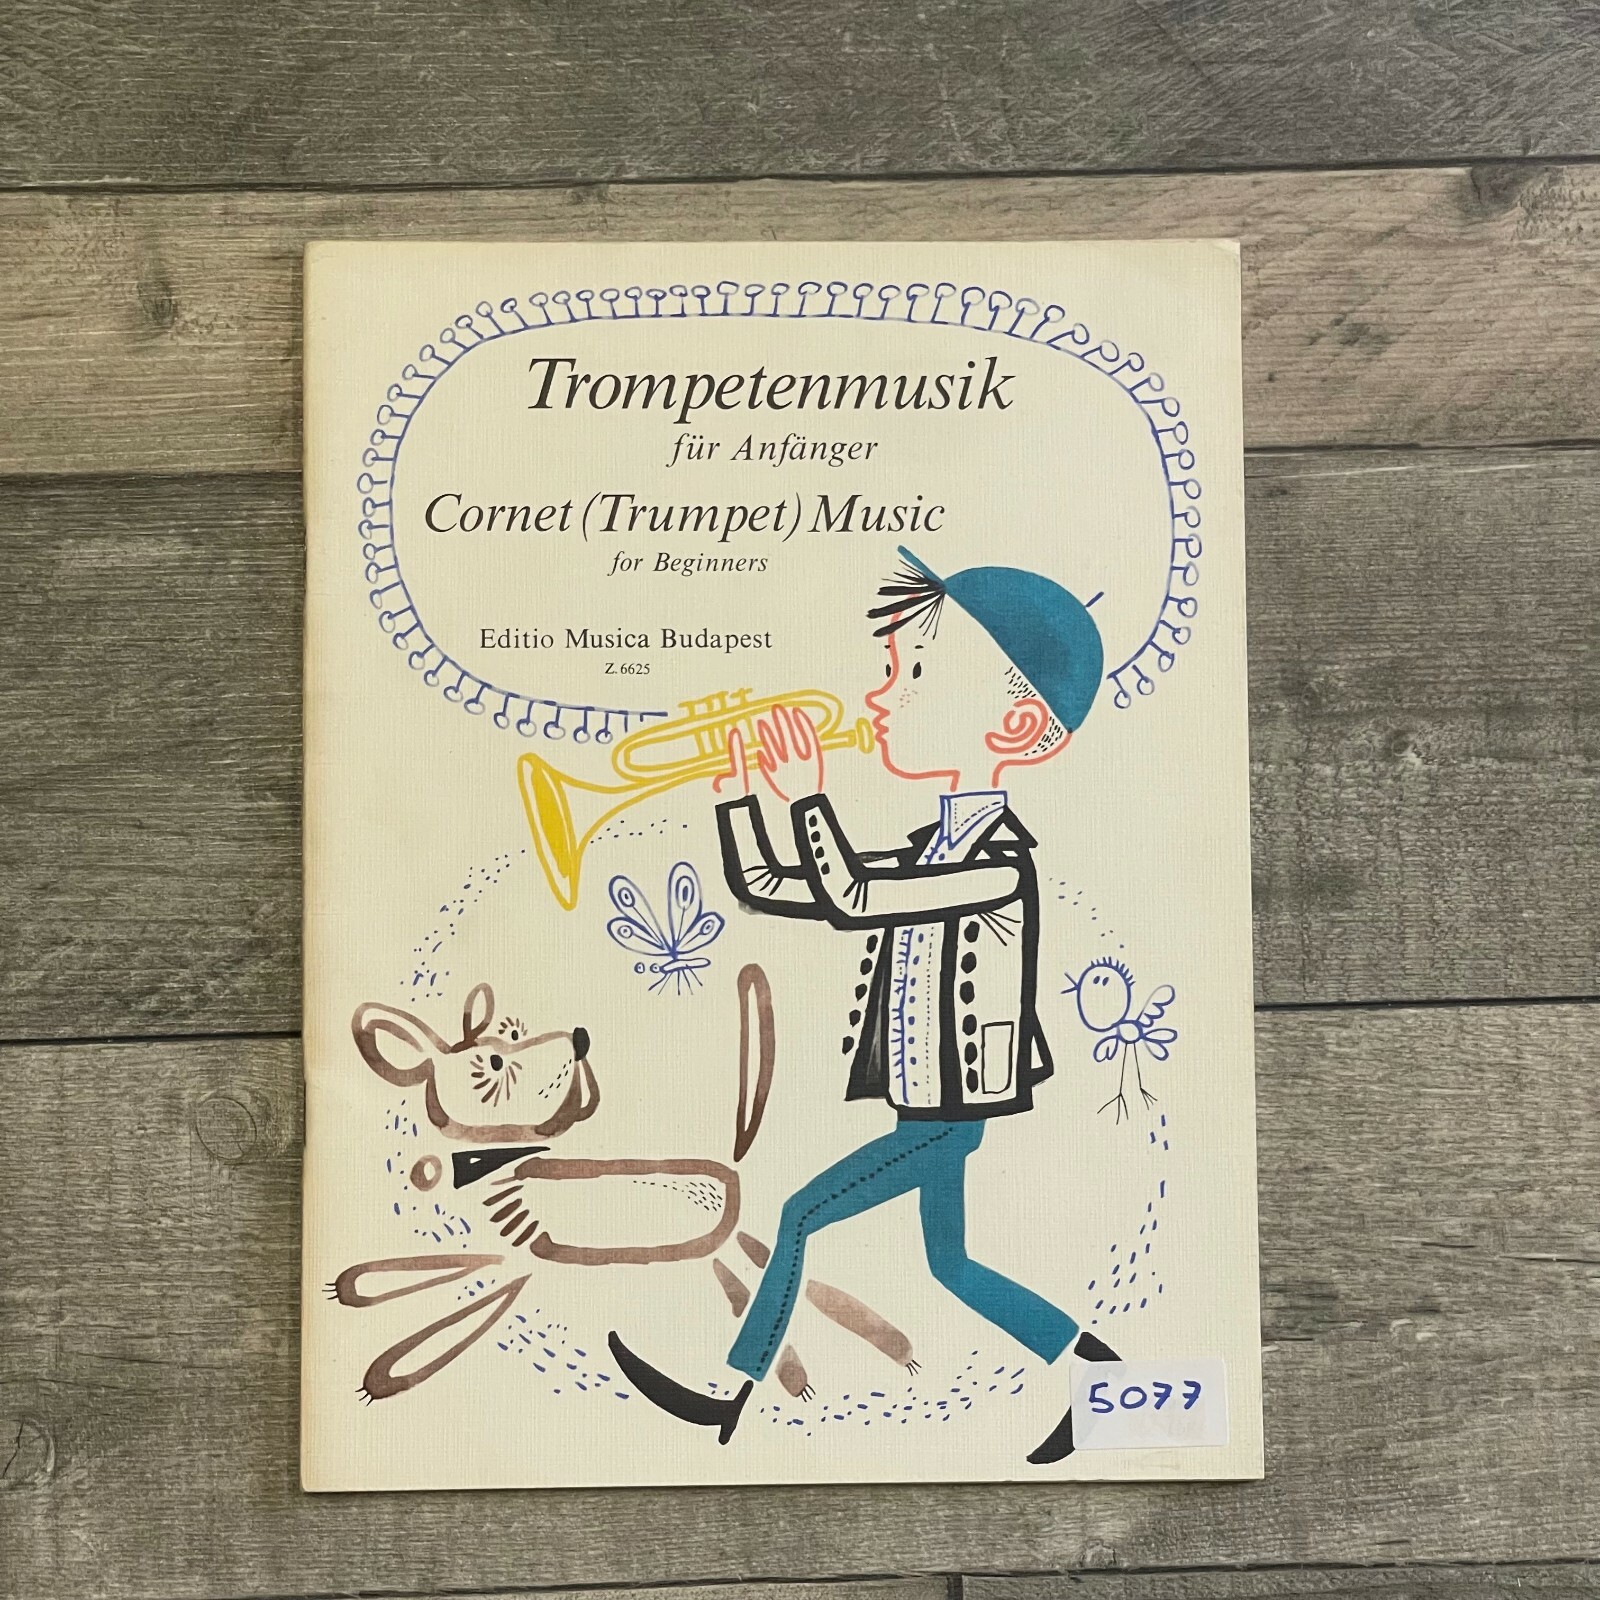 Trompetenmusik
für Anfänger
Cornet (Trumpet) Music
for Beginners
Editio Musica Budapest
Z. 6625
5077